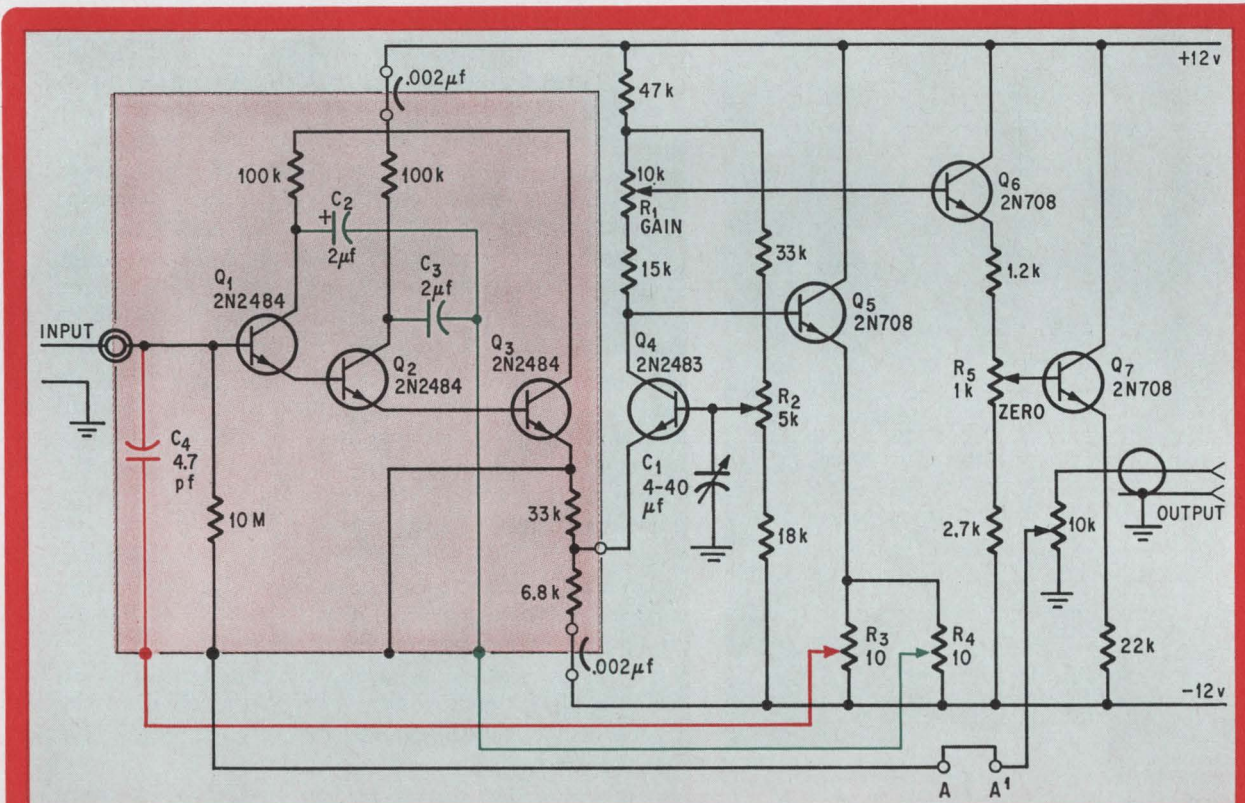 +12v
.002μf
47k
100k
100k
10k
R1
GAIN
Q6
2N708
C2
+
2μf
33k
1.2k
C3
2μf
15k
Q1
2N2484
Q5
2N708
INPUT
Q2
2N2484
Q3
2N2484
Q4
2N2483
R5
1k
ZERO
Q7
2N708
R2
5k
C4
4.7
pf
C1
4-40
μf
10M
33k
18k
2.7k
10k
OUTPUT
6.8k
R3
10
R4
10
22k
.002μf
-12v
A
A1